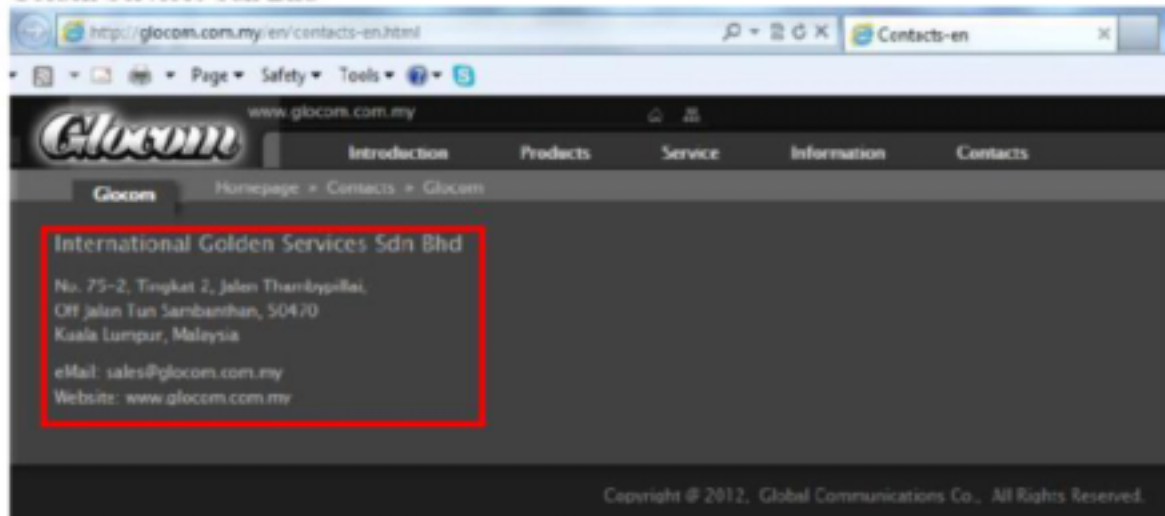 http://glocom.com.my/en/contacts-en.html
Contacts-en
Page Safety Tools
Glocom
www.glocom.com.my
Introduction Products Service Information Contacts
Glocom
Homepage » Contacts » Glocom
International Golden Services Sdn Bhd
No. 75-2, Tingkat 2, Jalan Thambypillai,
Off Jalan Tun Sambanthan, 50470
Kuala Lumpur, Malaysia
eMail: sales@glocom.com.my
Website: www.glocom.com.my
Copyright @ 2012, Global Communications Co., All Rights Reserved.